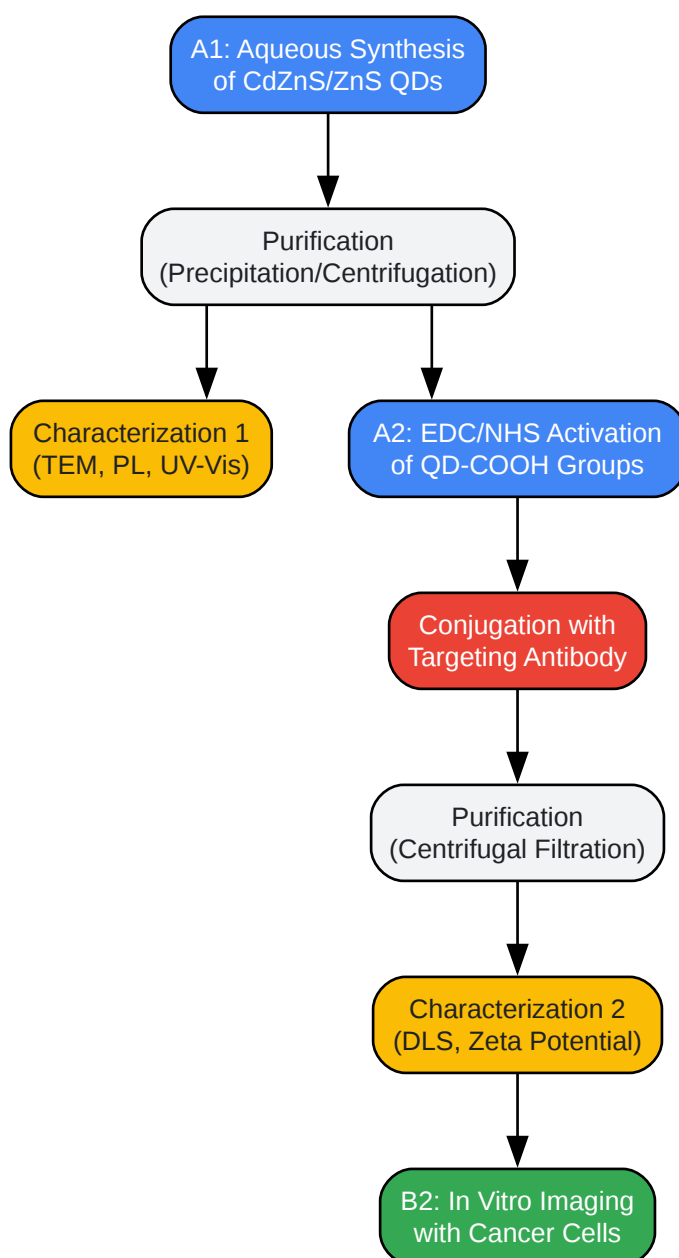 A1: Aqueous Synthesis
of CdZnS/ZnS QDs
Purification
(Precipitation/Centrifugation)
Characterization 1
(TEM, PL, UV-Vis)
A2: EDC/NHS Activation
of QD-COOH Groups
Conjugation with
Targeting Antibody
Purification
(Centrifugal Filtration)
Characterization 2
(DLS, Zeta Potential)
B2: In Vitro Imaging
with Cancer Cells